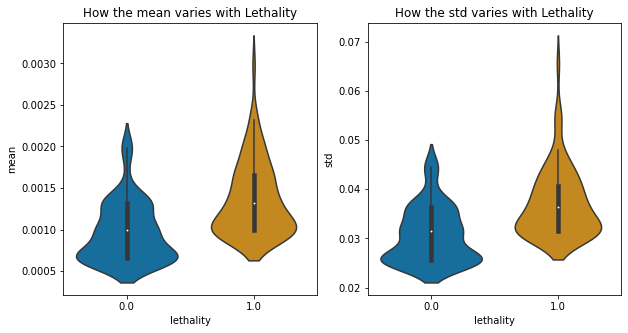 How the mean varies with Lethality
0.0030
0.0025
0.0020
0.0015
0.0010
0.0005
mean
0.0
1.0
lethality
How the std varies with Lethality
0.07
0.06
0.05
0.04
0.03
0.02
std
0.0
1.0
lethality